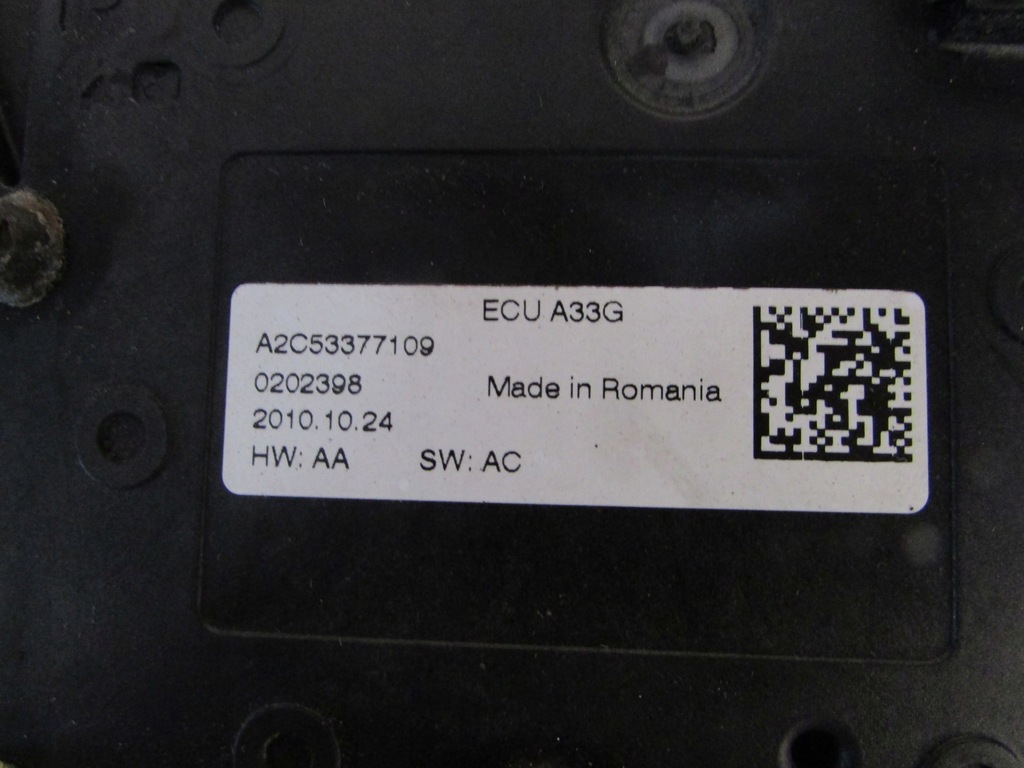 ECU A33G
A2C53377109
0202398
Made in Romania
2010.10.24
HW: AA SW: AC